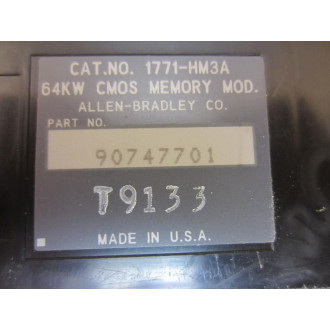 CAT.NO. 1771-HM3A
64KW CMOS MEMORY MOD.
ALLEN-BRADLEY CO.
PART NO.
90747701
T9133
MADE IN U.S.A.